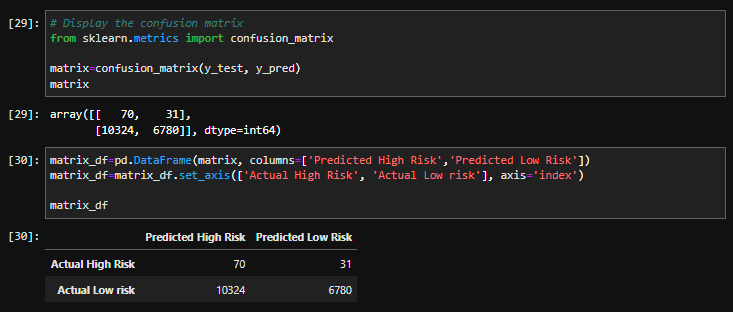 [29]: # Display the confusion matrix
from sklearn.metrics import confusion_matrix
matrix=confusion_matrix(y_test, y_pred)
matrix
[29]: array([[   70,    31],
       [10324,  6780]], dtype=int64)
[30]: matrix_df=pd.DataFrame(matrix, columns=['Predicted High Risk','Predicted Low Risk'])
matrix_df=matrix_df.set_axis(['Actual High Risk', 'Actual Low risk'], axis='index')
matrix_df
[30]:
Predicted High Risk Predicted Low Risk
Actual High Risk 70 31
Actual Low risk 10324 6780